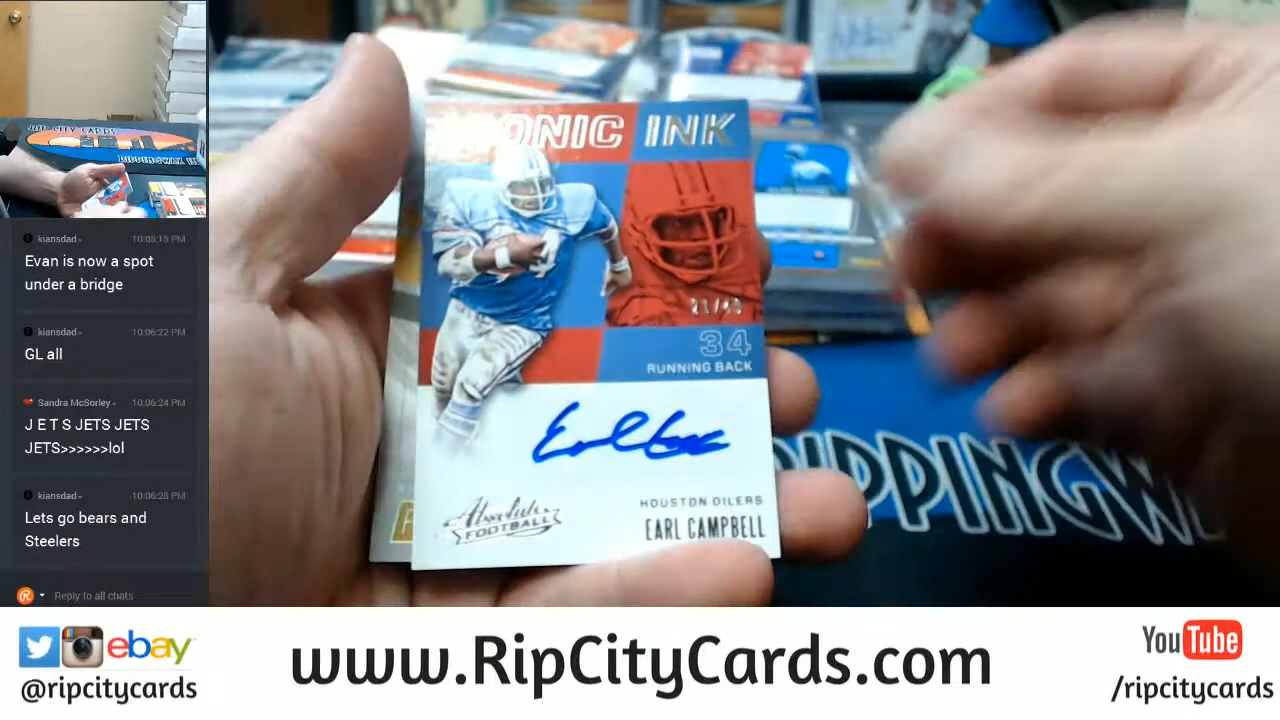 RIP CITY CARDS
kiansdad
10:05:15 PM
Evan is now a spot
under a bridge
kiansdad
10:06:22 PM
GL all
Sandra McSorley
10:06:24 PM
J E T S JETS JETS
JETS>>>>>>lol
kiansdad
10:06:28 PM
Lets go bears and
Steelers
Reply to all chats
INK
34
RUNNING BACK
Absolute
FOOTBALL
HOUSTON OILERS
EARL CAMPBELL
ebay
@ripcitycards
www.RipCityCards.com
YouTube
/ripcitycards